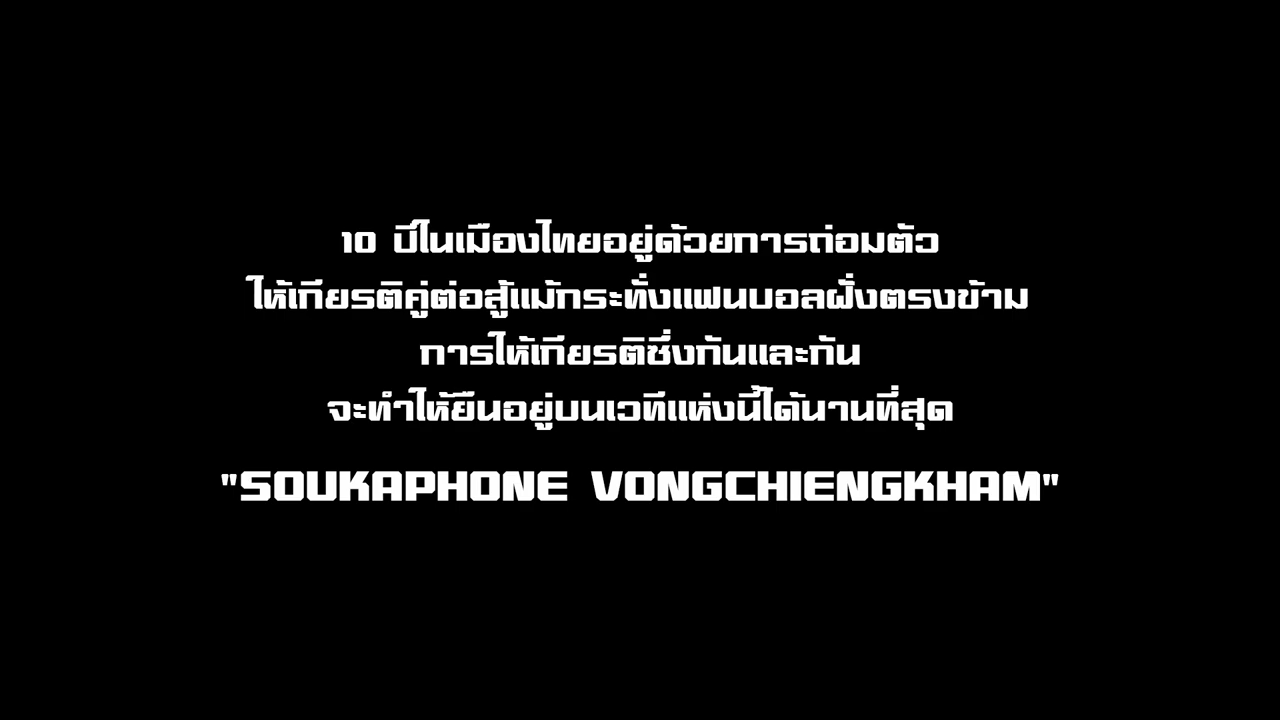 10 ปีในเมืองไทยอยู่ด้วยการถ่อมตัว
ให้เกียรติคู่ต่อสู้แม้กระทั่งแฟนบอลฝั่งตรงข้าม
การให้เกียรติซึ่งกันและกัน
จะทำให้ยืนอยู่บนเวทีแห่งนี้ได้นานที่สุด
"SOUKAPHONE VONGCHIENGKHAM"